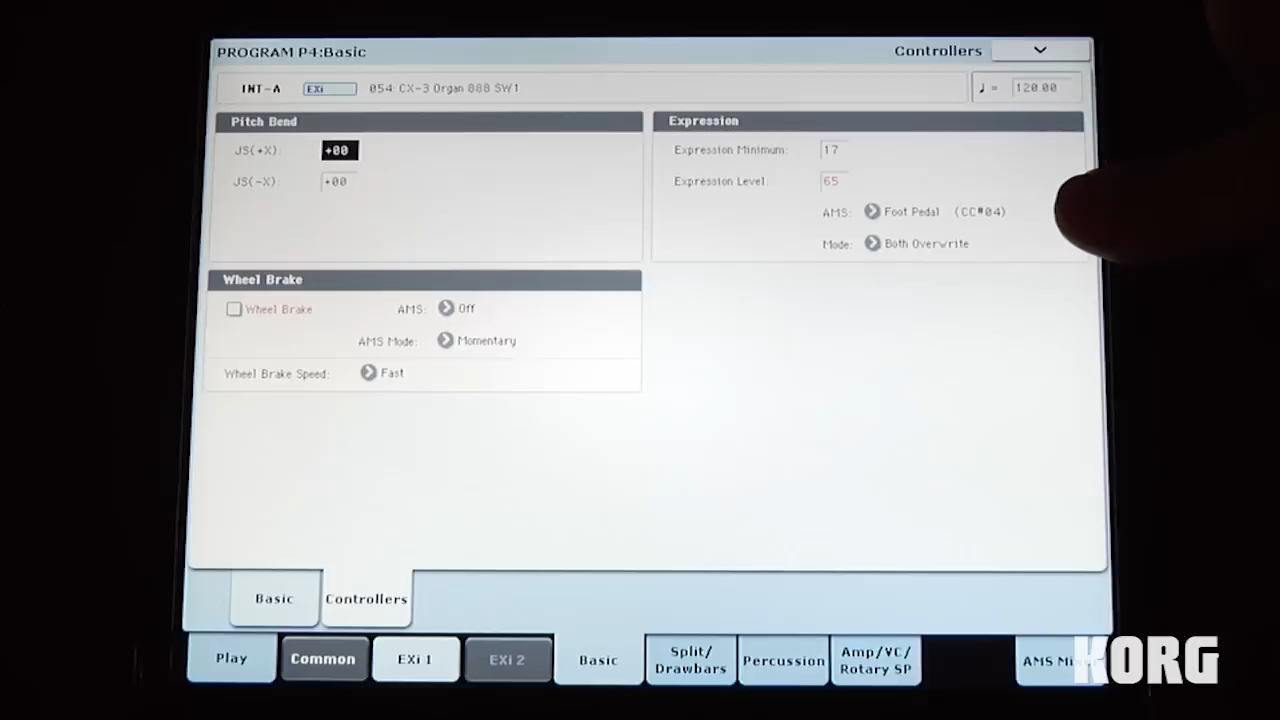 PROGRAM P4:Basic
Controllers
INT-A EXi 054: CX-3 Organ 888 SW1
♩ = 120.00
Pitch Bend
JS(+X): +00
JS(-X): +00
Expression
Expression Minimum: 17
Expression Level: 65
AMS: Foot Pedal (CC#04)
Mode: Both Overwrite
Wheel Brake
Wheel Brake AMS: Off
AMS Mode: Momentary
Wheel Brake Speed: Fast
Basic Controllers
Play Common EXi 1 EXi 2 Basic Split/ Drawbars Percussion Amp/VC/ Rotary SP AMS
KORG